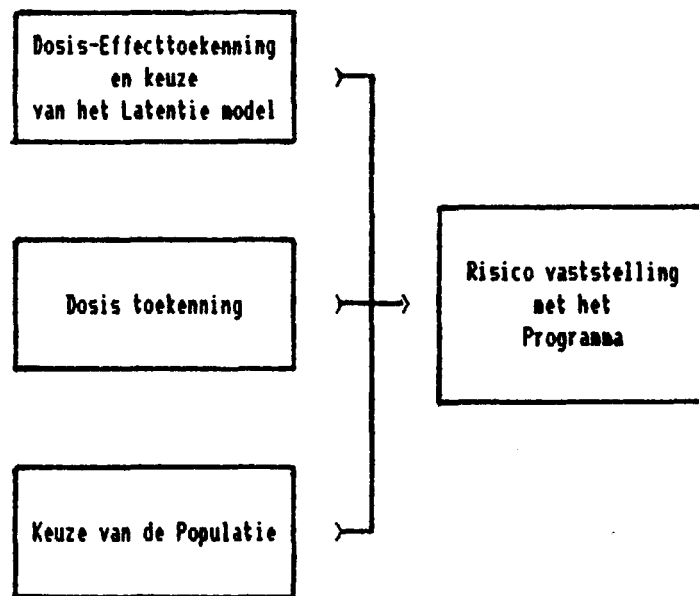 Dosis-Effecttoekenning
en keuze
van het Latentie model
Dosis toekenning
Keuze van de Populatie
Risico vaststelling
met het
Programma